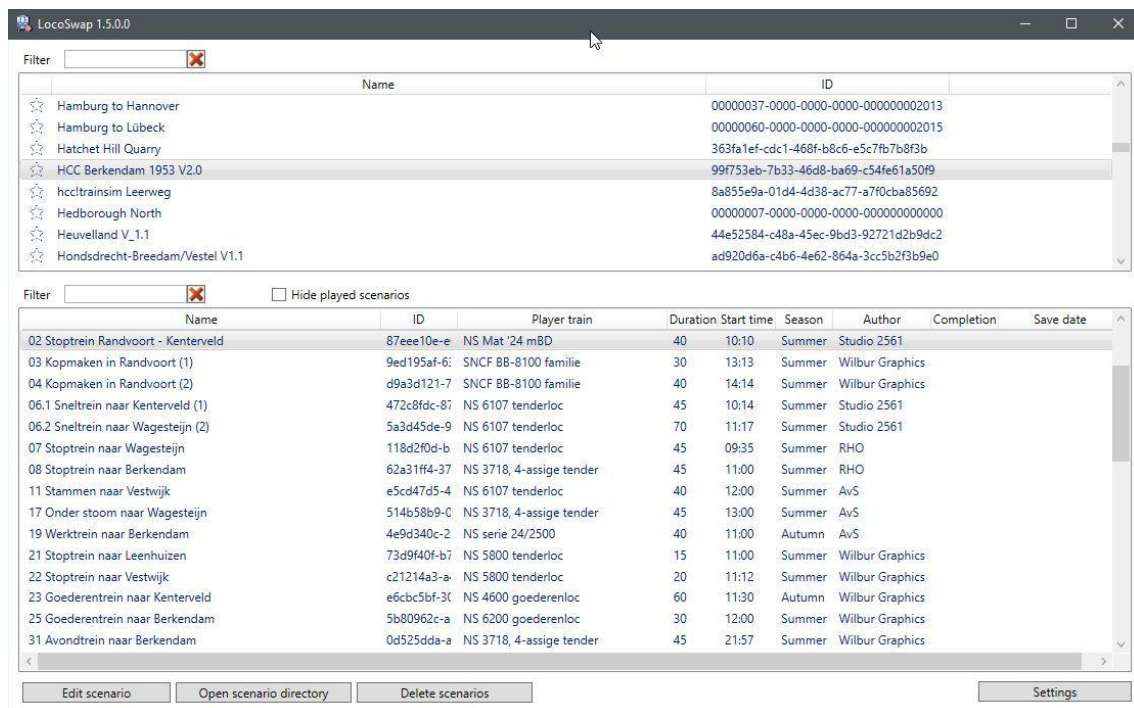 LocoSwap 1.5.0.0
Filter
Name ID
Hamburg to Hannover 00000037-0000-0000-0000-000000002013
Hamburg to Lübeck 00000060-0000-0000-0000-000000002015
Hatchet Hill Quarry 363fa1ef-cdc1-468f-b8c6-e5c7fb7b8f3b
HCC Berkendam 1953 V2.0 99f753eb-7b33-46d8-ba69-c54fe61a50f9
hcc!trainsim Leerweg 8a855e9a-01d4-4d38-ac77-a7f0cba85692
Hedborough North 00000007-0000-0000-0000-000000000000
Heuvelland V_1.1 44e52584-c48a-45ec-9bd3-92721d2b9dc2
Hondsdrecht-Breedam/Vestel V1.1 ad920d6a-c4b6-4e62-864a-3cc5b2f3b9e0
Filter Hide played scenarios
Name ID Player train Duration Start time Season Author Completion Save date
02 Stoptrein Randvoort - Kenterveld 87eee10e-e NS Mat '24 mBD 40 10:10 Summer Studio 2561
03 Kopmaken in Randvoort (1) 9ed195af-6 SNCF BB-8100 familie 30 13:13 Summer Wilbur Graphics
04 Kopmaken in Randvoort (2) d9a3d121-7 SNCF BB-8100 familie 40 14:14 Summer Wilbur Graphics
06.1 Sneltrein naar Kenterveld (1) 472c8fdc-87 NS 6107 tenderloc 45 10:14 Summer Studio 2561
06.2 Sneltrein naar Wagesteijn (2) 5a3d45de-9 NS 6107 tenderloc 70 11:17 Summer Studio 2561
07 Stoptrein naar Wagesteijn 118d2f0d-b NS 6107 tenderloc 45 09:35 Summer RHO
08 Stoptrein naar Berkendam 62a31ff4-37 NS 3718, 4-assige tender 45 11:00 Summer RHO
11 Stammen naar Vestwijk e5cd47d5-4 NS 6107 tenderloc 40 12:00 Summer AvS
17 Onder stoom naar Wagesteijn 514b58b9-0 NS 3718, 4-assige tender 45 13:00 Summer AvS
19 Werktrein naar Berkendam 4e9d340c-2 NS serie 24/2500 40 11:00 Autumn AvS
21 Stoptrein naar Leenhuizen 73d9f40f-b7 NS 5800 tenderloc 15 11:00 Summer Wilbur Graphics
22 Stoptrein naar Vestwijk c21214a3-a NS 5800 tenderloc 20 11:12 Summer Wilbur Graphics
23 Goederentrein naar Kenterveld e6cbc5bf-30 NS 4600 goederenloc 60 11:30 Autumn Wilbur Graphics
25 Goederentrein naar Berkendam 5b80962c-a NS 6200 goederenloc 30 12:00 Summer Wilbur Graphics
31 Avondtrein naar Berkendam 0d525dda-a NS 3718, 4-assige tender 45 21:57 Summer Wilbur Graphics
Edit scenario Open scenario directory Delete scenarios Settings